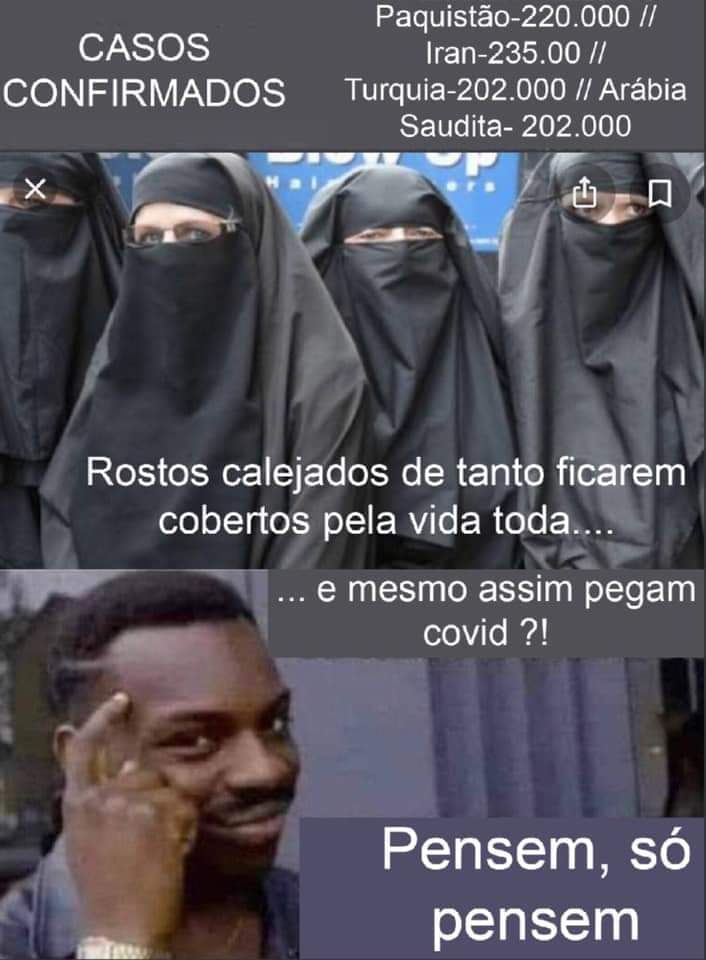 CASOS
CONFIRMADOS
Paquistão-220.000 //
Iran-235.00 //
Turquia-202.000 // Arábia
Saudita- 202.000
Rostos calejados de tanto ficarem
cobertos pela vida toda....
... e mesmo assim pegam
covid ?!
Pensem, só
pensem